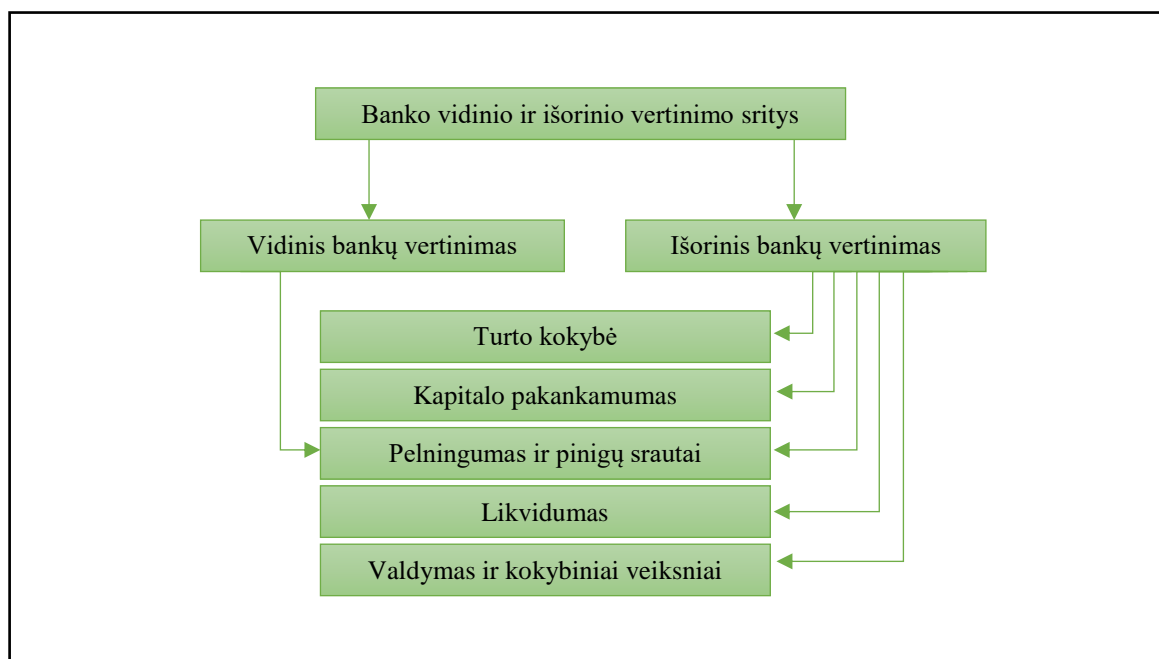 Banko vidinio ir išorinio vertinimo sritys
Vidinis bankų vertinimas
Išorinis bankų vertinimas
Turto kokybė
Kapitalo pakankamumas
Pelningumas ir pinigų srautai
Likvidumas
Valdymas ir kokybiniai veiksniai